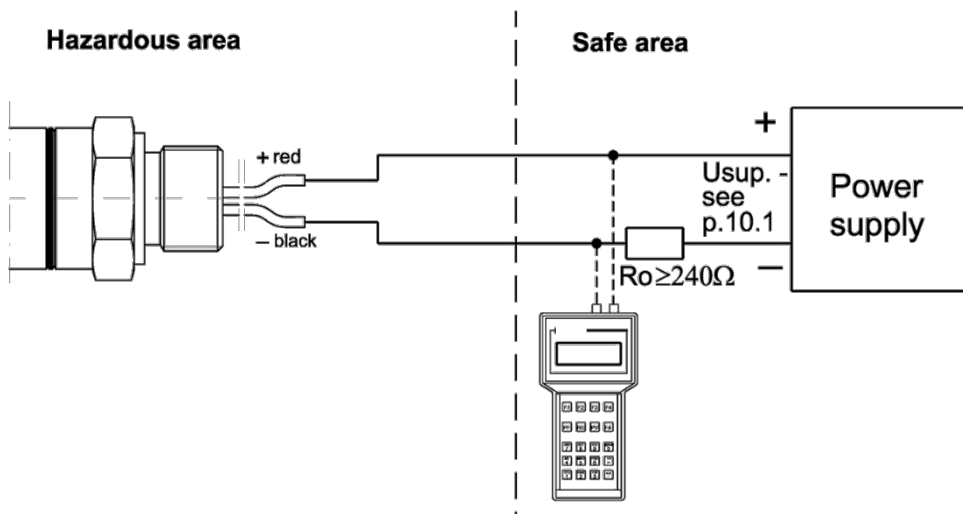 Hazardous area
Safe area
+ red
– black
+
Usup. -
see
p.10.1
–
Ro≥240Ω
Power
supply